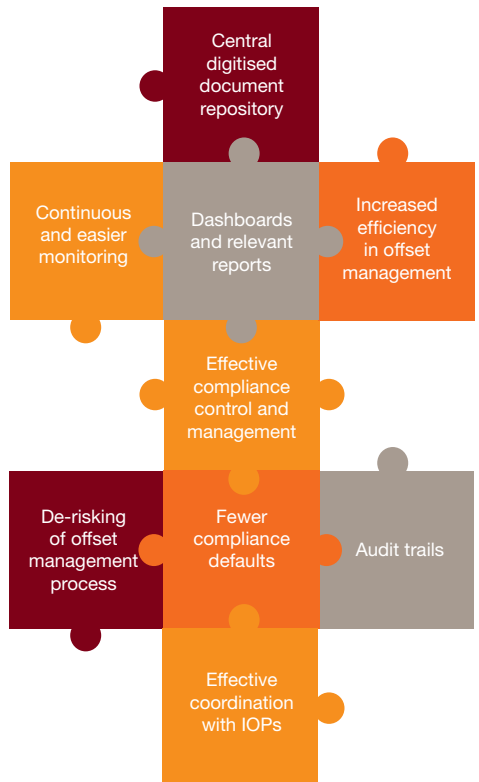 Central
digitised
document
repository
Continuous
and easier
monitoring
Dashboards
and relevant
reports
Increased
efficiency
in offset
management
Effective
compliance
control and
management
De-risking
of offset
management
process
Fewer
compliance
defaults
Audit trails
Effective
coordination
with IOPs